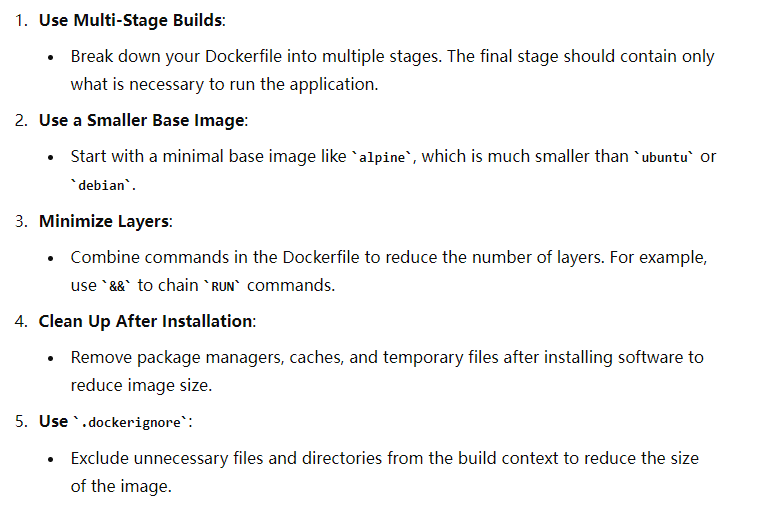 1. Use Multi-Stage Builds:
• Break down your Dockerfile into multiple stages. The final stage should contain only
what is necessary to run the application.
2. Use a Smaller Base Image:
• Start with a minimal base image like `alpine`, which is much smaller than `ubuntu` or
`debian`.
3. Minimize Layers:
• Combine commands in the Dockerfile to reduce the number of layers. For example,
use `&&` to chain `RUN` commands.
4. Clean Up After Installation:
• Remove package managers, caches, and temporary files after installing software to
reduce image size.
5. Use `.dockerignore`:
• Exclude unnecessary files and directories from the build context to reduce the size
of the image.